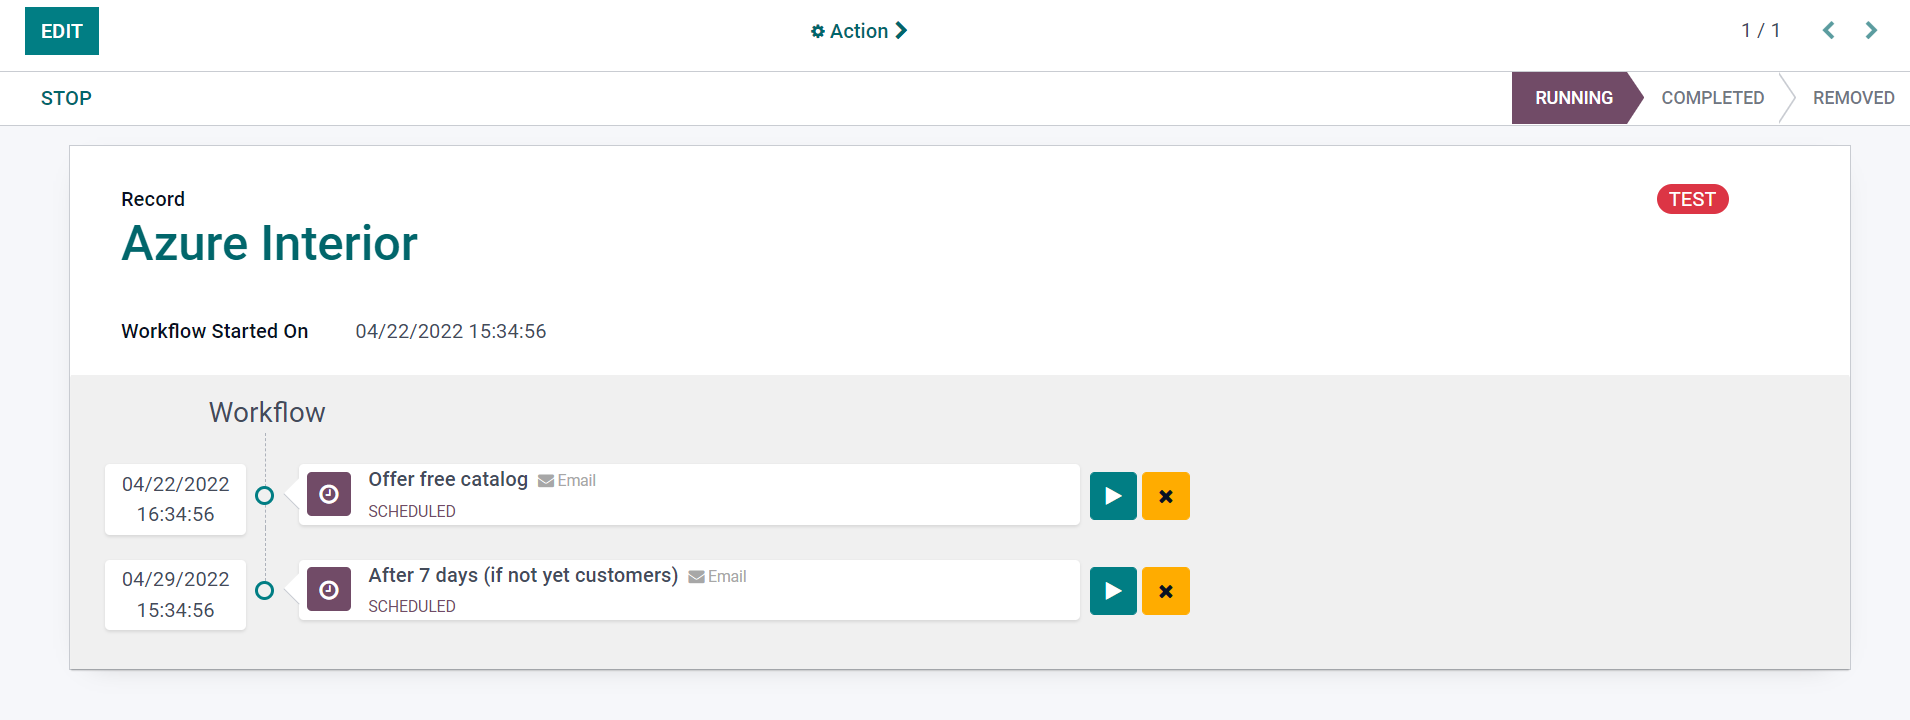 EDIT
Action
1 / 1
STOP
RUNNING
COMPLETED
REMOVED
Record
TEST
Azure Interior
Workflow Started On 04/22/2022 15:34:56
Workflow
04/22/2022
16:34:56
Offer free catalog Email
SCHEDULED
04/29/2022
15:34:56
After 7 days (if not yet customers) Email
SCHEDULED